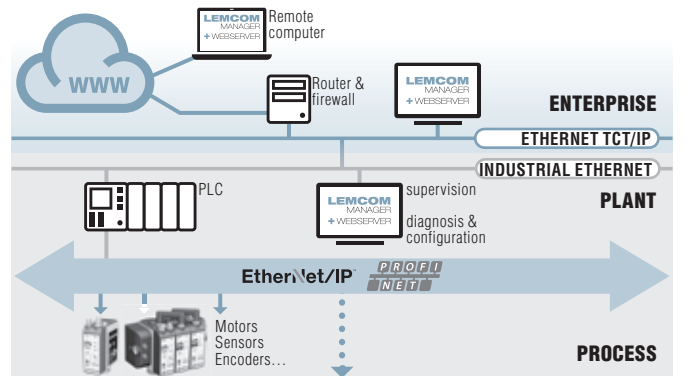 LEMCOM
MANAGER
+ WEBSERVER
Remote
computer
WWW
Router &
firewall
LEMCOM
MANAGER
+ WEBSERVER
ENTERPRISE
ETHERNET TCT/IP
INDUSTRIAL ETHERNET
PLC
LEMCOM
MANAGER
+ WEBSERVER
supervision
diagnosis &
configuration
PLANT
EtherNet/IP™
PROFI
NET
Motors
Sensors
Encoders...
PROCESS